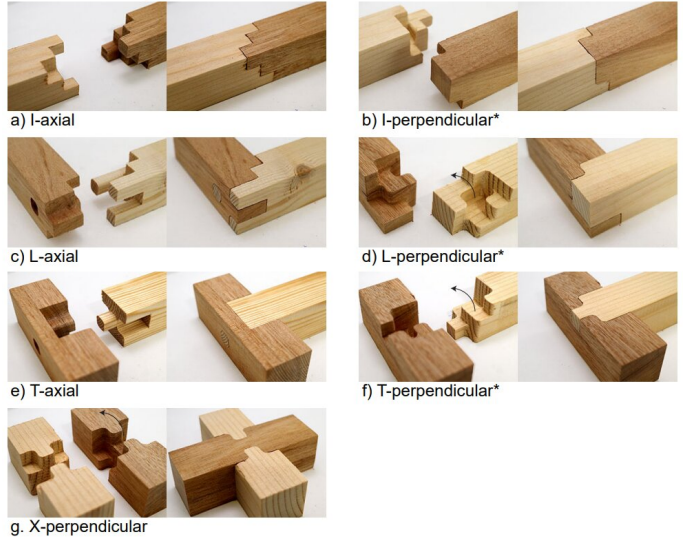 a) I-axial
b) I-perpendicular*
c) L-axial
d) L-perpendicular*
e) T-axial
f) T-perpendicular*
g. X-perpendicular